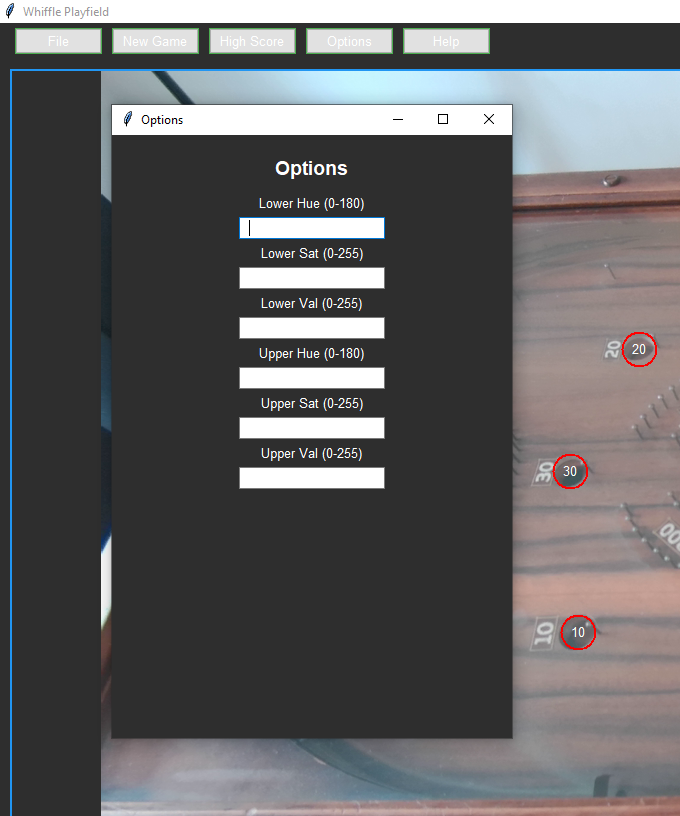 Whiffle Playfield
File New Game High Score Options Help
Options
Options
Lower Hue (0-180)
Lower Sat (0-255)
Lower Val (0-255)
Upper Hue (0-180)
Upper Sat (0-255)
Upper Val (0-255)
20 20
30 30
00
10 10